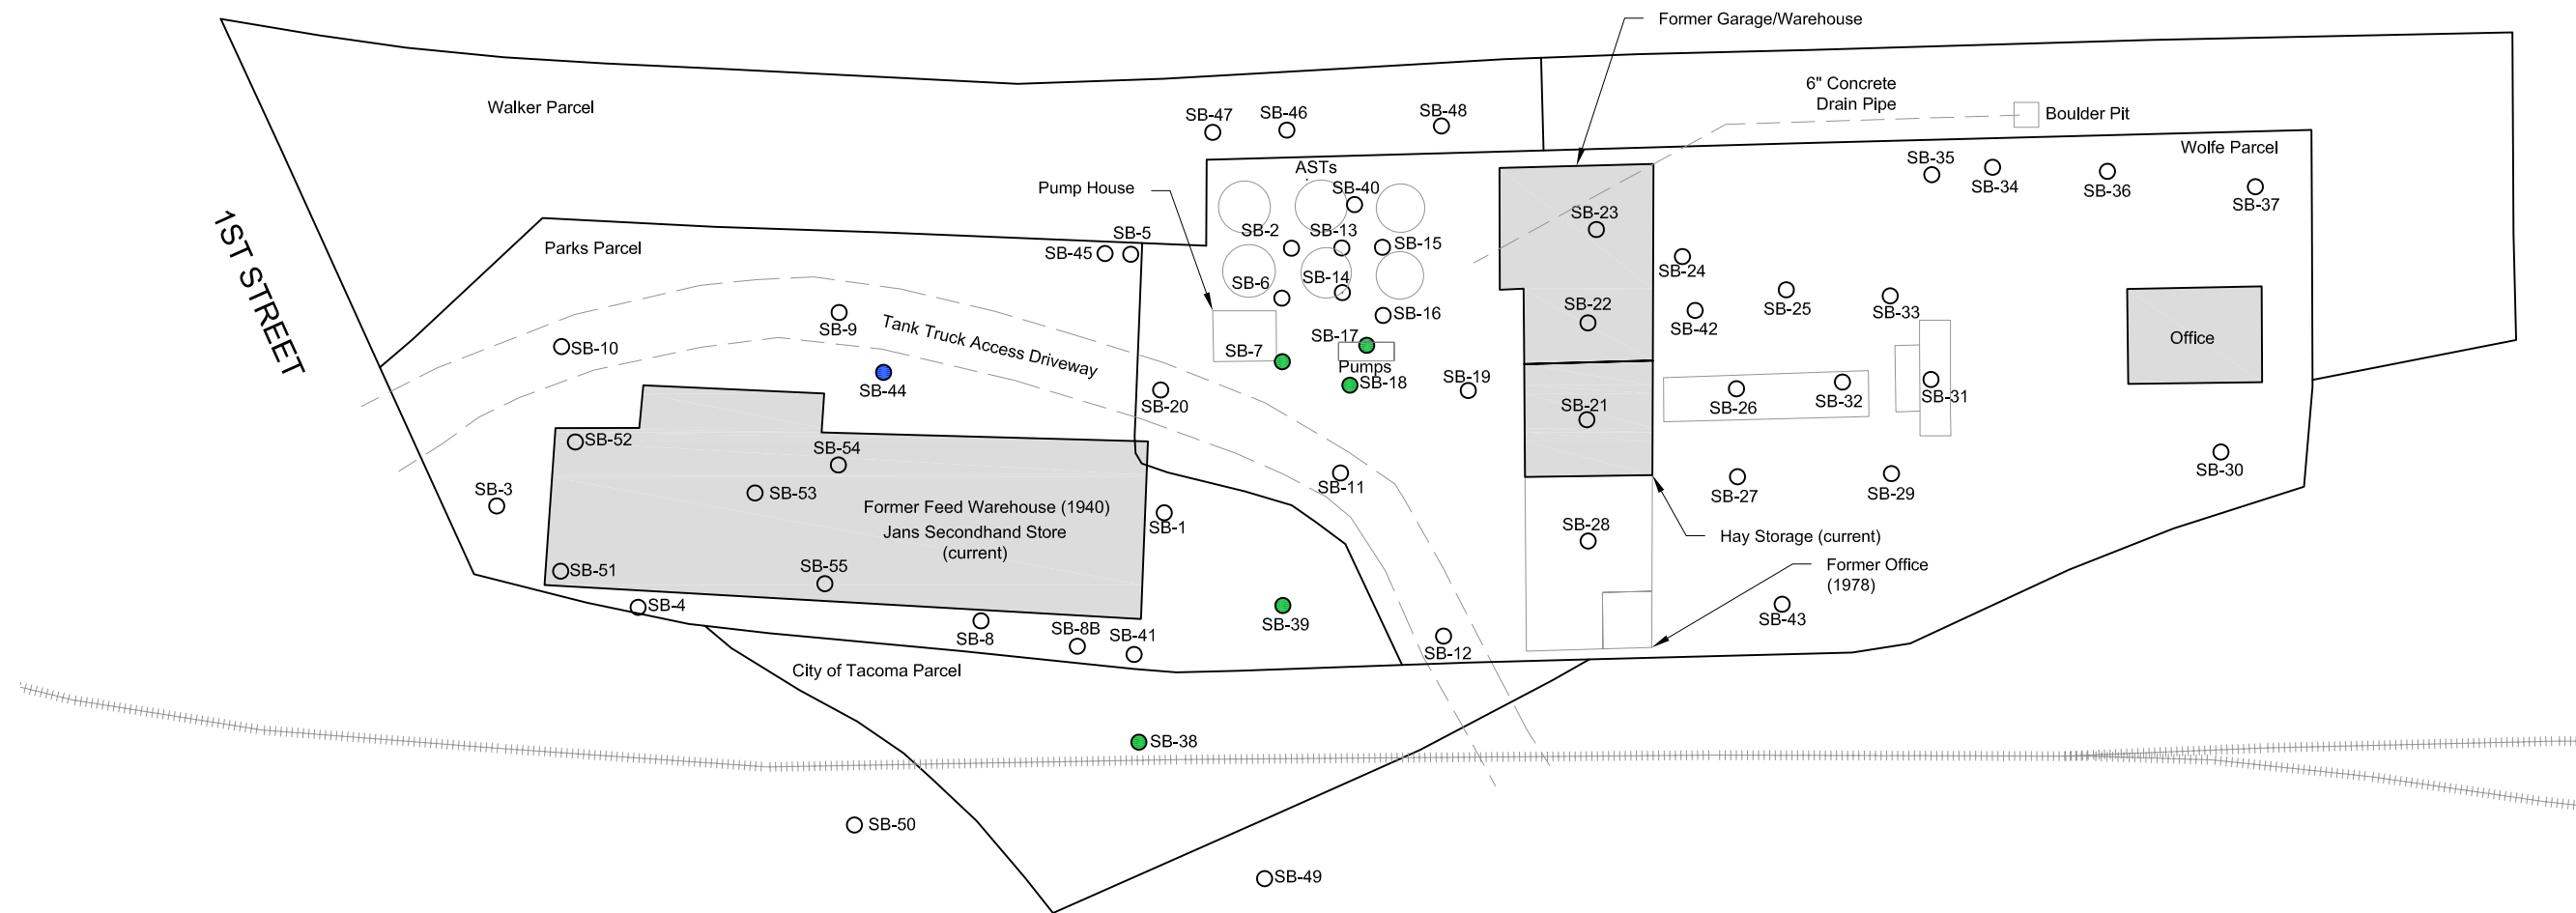 Former Garage/Warehouse
6" Concrete
Drain Pipe
Boulder Pit
Walker Parcel
SB-47
SB-46
SB-48
Wolfe Parcel
ASTs
SB-35
SB-34
SB-36
SB-37
Pump House
SB-40
SB-23
1ST STREET
Parks Parcel
SB-45
SB-5
SB-2
SB-13
SB-15
SB-24
SB-6
SB-14
SB-16
SB-22
SB-42
SB-25
SB-33
SB-9
Tank Truck Access Driveway
SB-10
SB-7
SB-17
Pumps
SB-18
SB-19
Office
SB-44
SB-20
SB-21
SB-26
SB-32
SB-31
SB-52
SB-54
SB-53
SB-3
SB-11
SB-27
SB-29
SB-30
Former Feed Warehouse (1940)
Jans Secondhand Store
(current)
SB-1
SB-28
Hay Storage (current)
SB-51
SB-55
Former Office
(1978)
SB-4
SB-8
SB-8B
SB-41
SB-39
SB-12
SB-43
City of Tacoma Parcel
SB-38
SB-50
SB-49